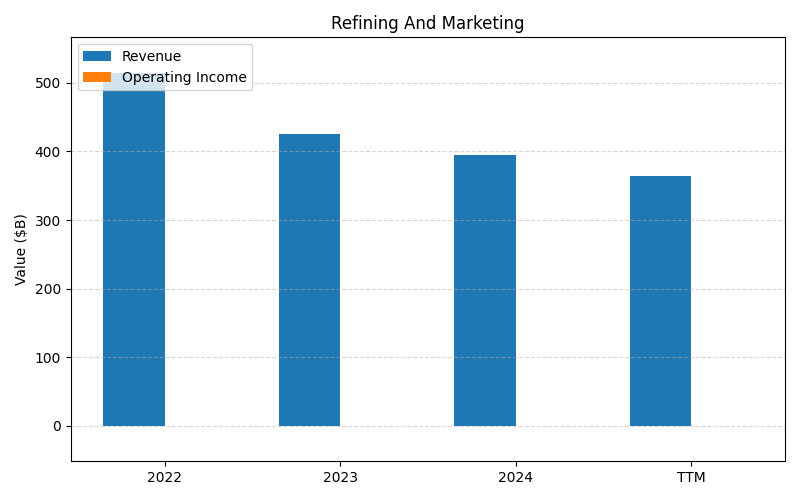 Refining And Marketing
Revenue
Operating Income
Value ($B)
500
400
300
200
100
0
2022
2023
2024
TTM